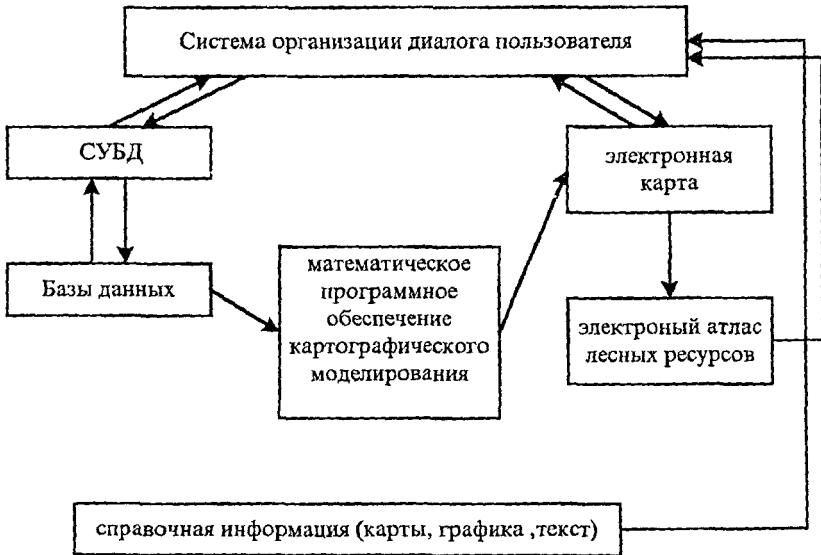 Система организации диалога пользователя
СУБД
электронная
карта
Базы данных
математическое
програмное
обеспечение
картографического
моделирования
электроный атлас
лесных ресурсов
справочная информация (карты, графика ,текст)